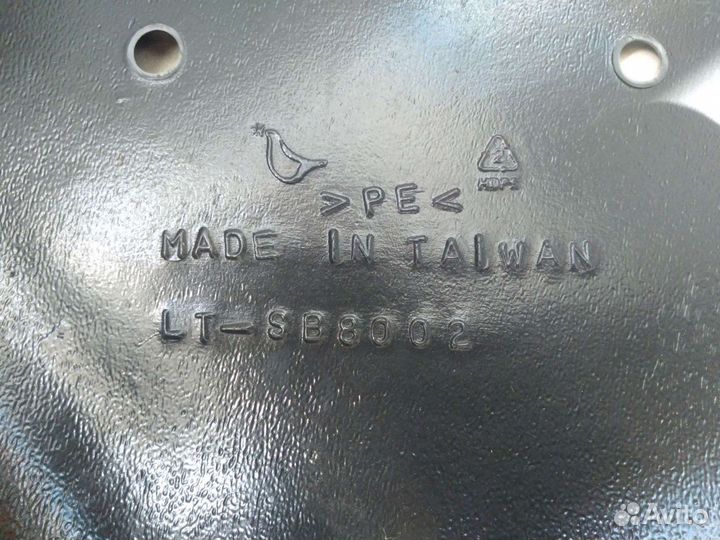 2
HDPE
>PE<
MADE IN TAIWAN
LT-SB8002
Avito